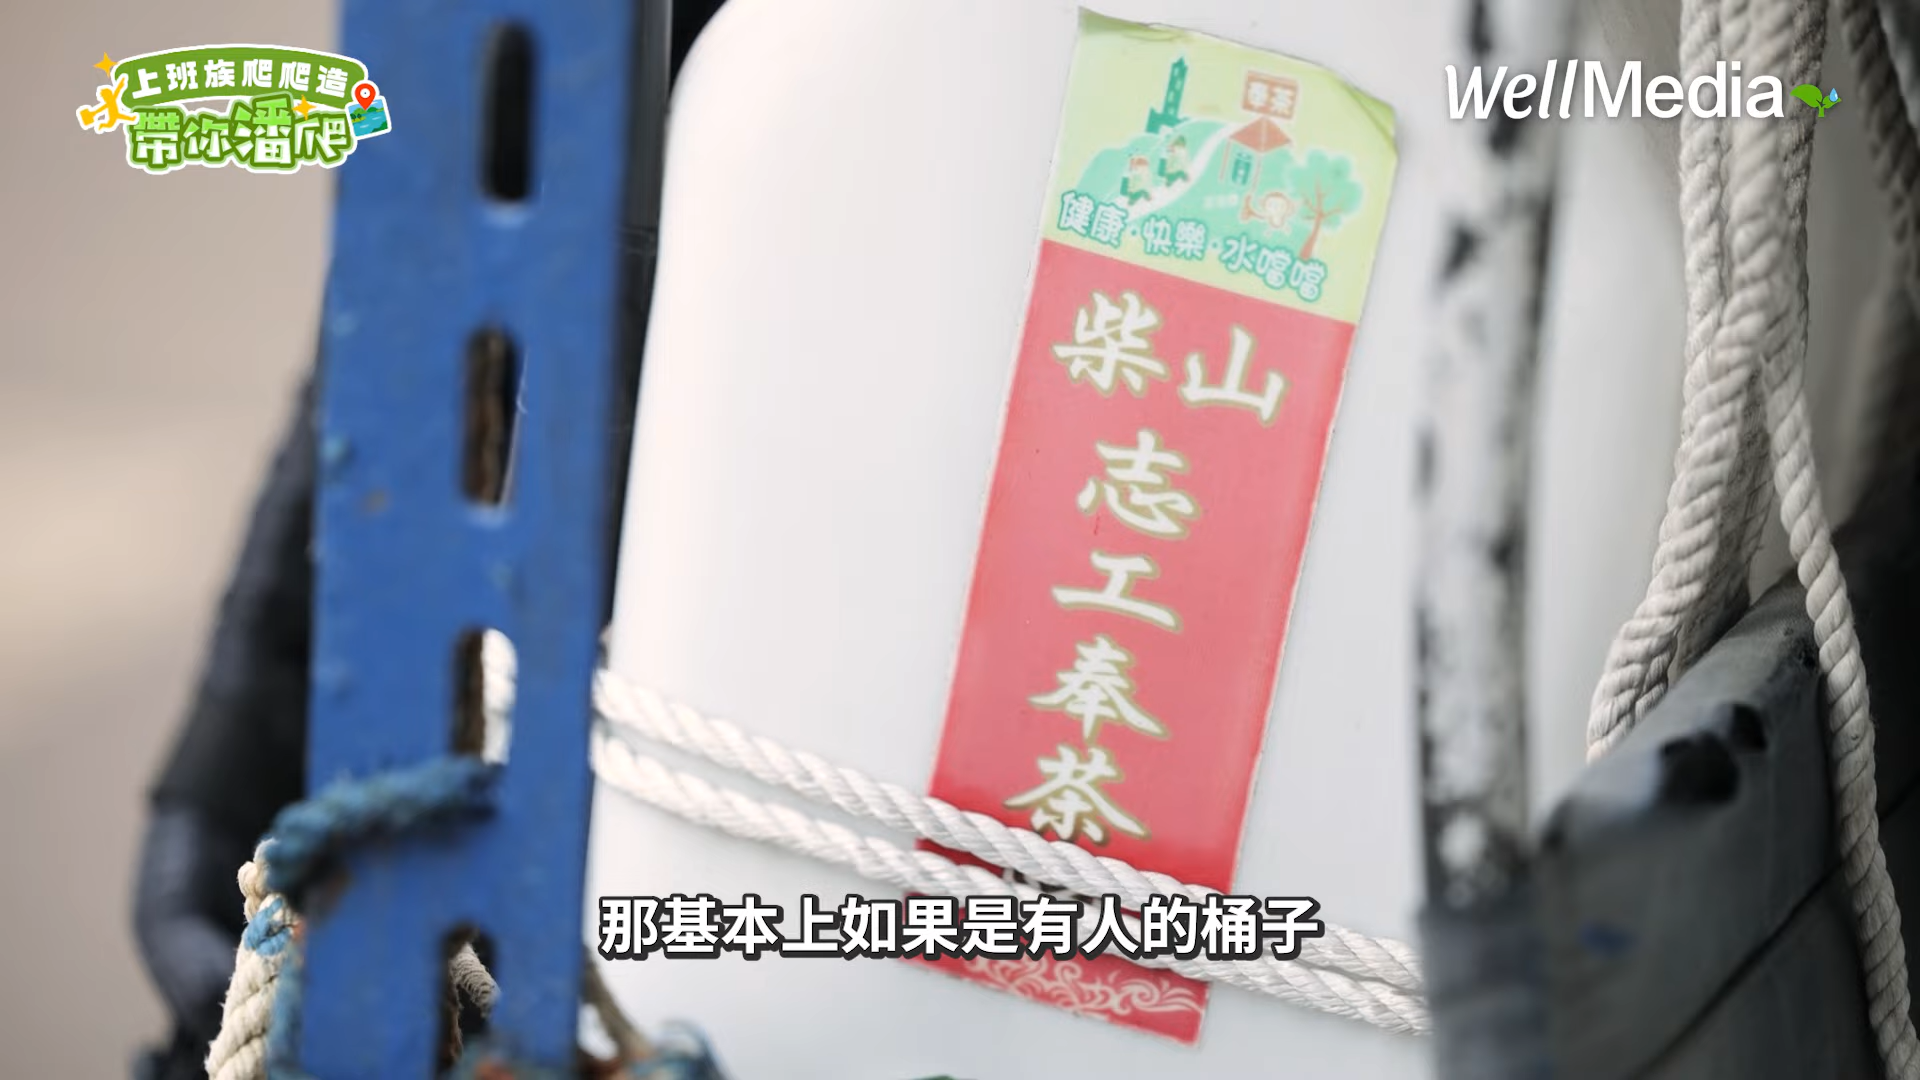 上班族爬爬造
帶你潘爬
WellMedia
奉茶
健康·快樂·水噹噹
柴山
志
工
奉
茶
那基本上如果是有人的桶子